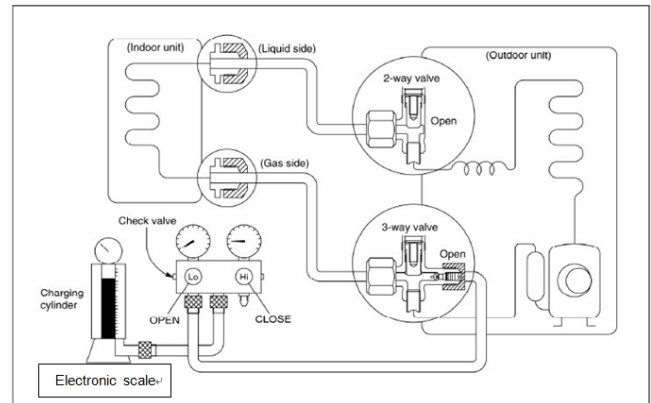 (Indoor unit)
(Liquid side)
(Outdoor unit)
2-way valve
Open
(Gas side)
3-way valve
Open
Check valve
Lo
Hi
Charging
cylinder
OPEN
CLOSE
Electronic scale